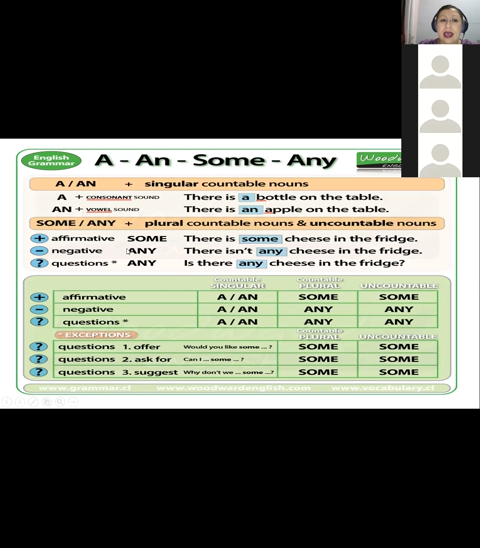 English Grammar
A - An - Some - Any
A / AN + singular countable nouns
A + CONSONANT SOUND There is a bottle on the table.
AN + VOWEL SOUND There is an apple on the table.
SOME / ANY + plural countable nouns & uncountable nouns
+ affirmative SOME There is some cheese in the fridge.
− negative ANY There isn't any cheese in the fridge.
? questions * ANY Is there any cheese in the fridge?
Countable SINGULAR Countable PLURAL UNCOUNTABLE
+ affirmative A / AN SOME SOME
− negative A / AN ANY ANY
? questions * A / AN ANY ANY
* EXCEPTIONS Countable PLURAL UNCOUNTABLE
? questions 1. offer Would you like some ... ? SOME SOME
? questions 2. ask for Can I ... some ... ? SOME SOME
? questions 3. suggest Why don't we ... some ...? SOME SOME
www.grammar.cl www.woodwardenglish.com www.vocabulary.cl